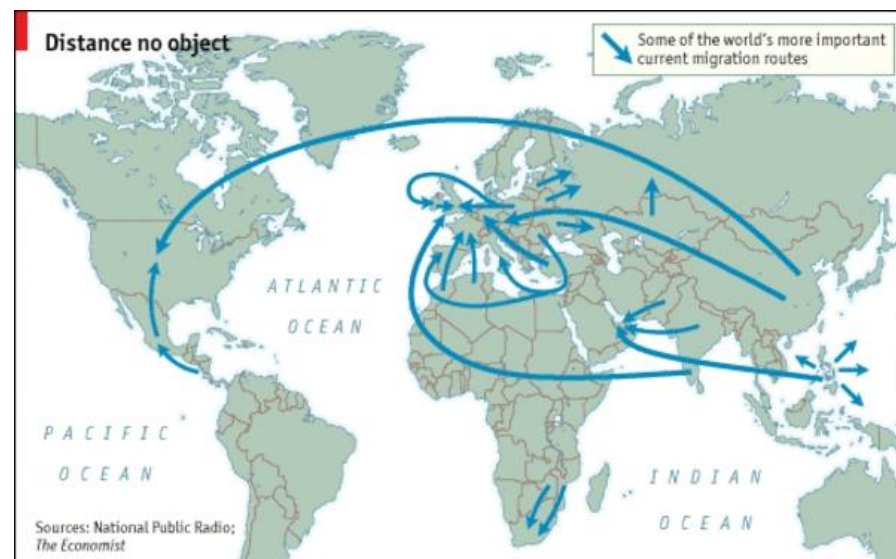 Distance no object
Some of the world's more important
current migration routes
ATLANTIC
OCEAN
PACIFIC
OCEAN
INDIAN
OCEAN
Sources: National Public Radio;
The Economist